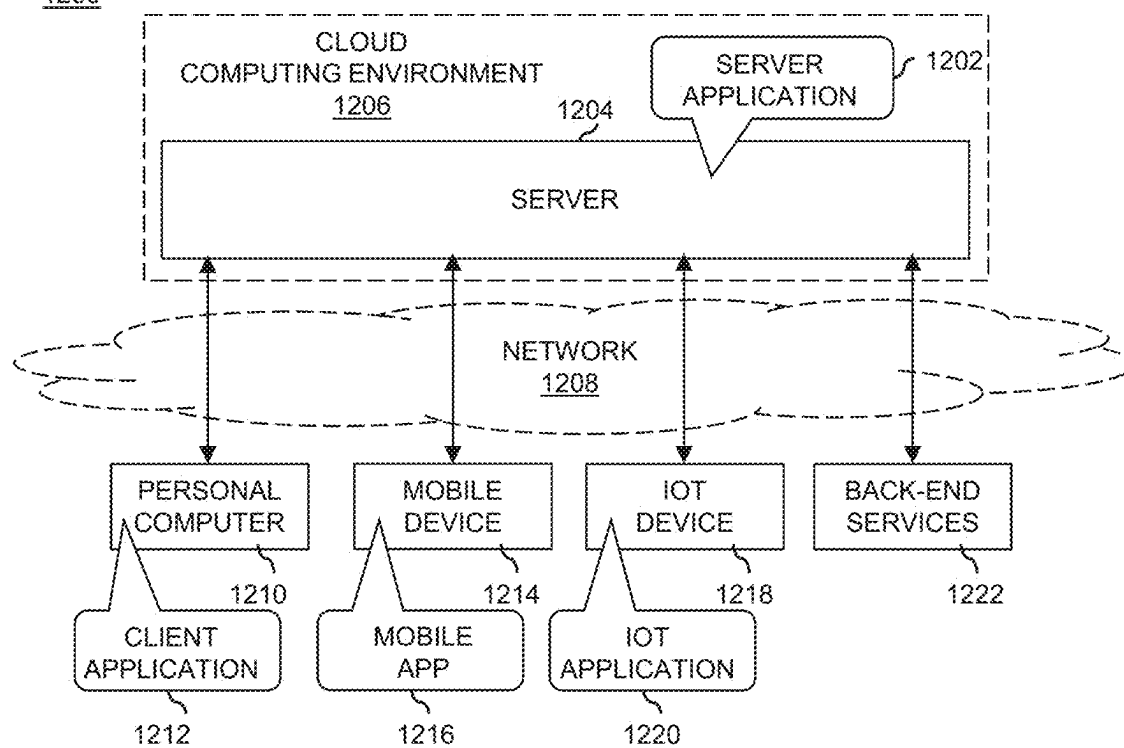 CLOUD
COMPUTING ENVIRONMENT
1206
SERVER
APPLICATION
1202
1204
SERVER
NETWORK
1208
PERSONAL
COMPUTER
MOBILE
DEVICE
IOT
DEVICE
BACK-END
SERVICES
1210
1214
1218
1222
CLIENT
APPLICATION
MOBILE
APP
IOT
APPLICATION
1212
1216
1220